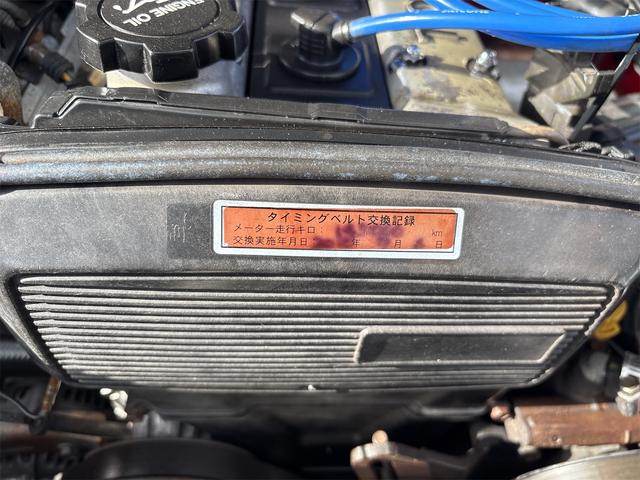 ENGINE OIL
タイミングベルト交換記録
メーター走行キロ： km
交換実施年月日 年 月 日